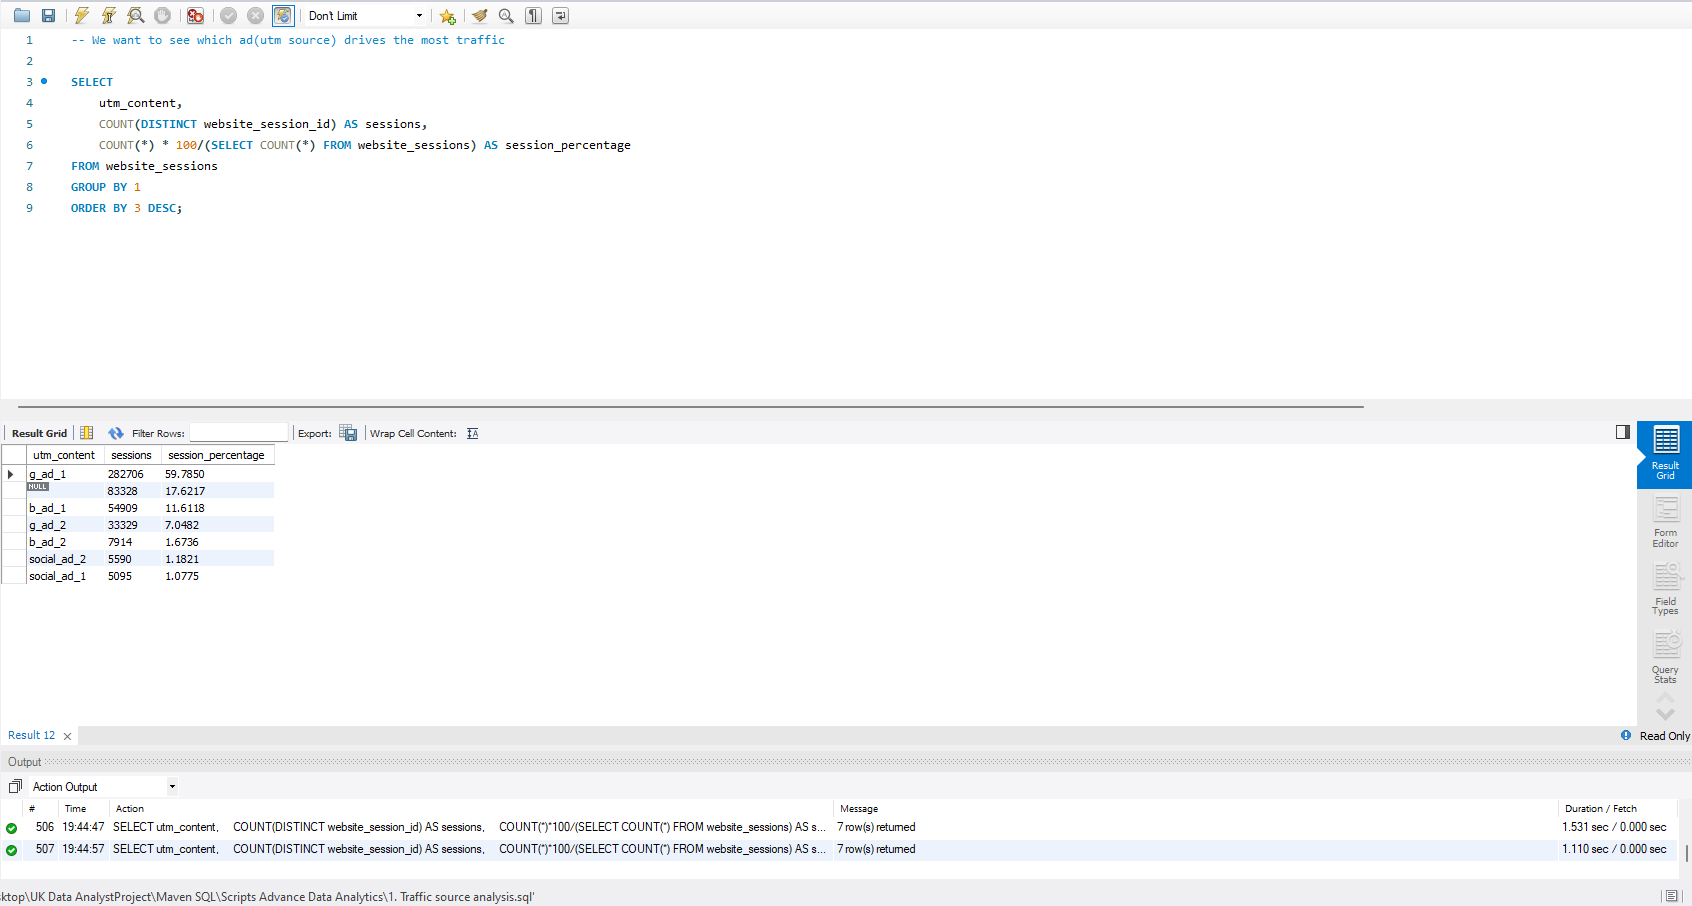 Don't Limit
1 -- We want to see which ad(utm source) drives the most traffic
2
3 SELECT
4 utm_content,
5 COUNT(DISTINCT website_session_id) AS sessions,
6 COUNT(*) * 100/(SELECT COUNT(*) FROM website_sessions) AS session_percentage
7 FROM website_sessions
8 GROUP BY 1
9 ORDER BY 3 DESC;
Result Grid Filter Rows: Export: Wrap Cell Content:
utm_content sessions session_percentage
g_ad_1 282706 59.7850
NULL 83328 17.6217
b_ad_1 54909 11.6118
g_ad_2 33329 7.0482
b_ad_2 7914 1.6736
social_ad_2 5590 1.1821
social_ad_1 5095 1.0775
Result
Grid
Form
Editor
Field
Types
Query
Stats
Result 12 Read Only
Output
Action Output
# Time Action Message Duration / Fetch
506 19:44:47 SELECT utm_content, COUNT(DISTINCT website_session_id) AS sessions, COUNT(*)*100/(SELECT COUNT(*) FROM website_sessions) AS s... 7 row(s) returned 1.531 sec / 0.000 sec
507 19:44:57 SELECT utm_content, COUNT(DISTINCT website_session_id) AS sessions, COUNT(*)*100/(SELECT COUNT(*) FROM website_sessions) AS s... 7 row(s) returned 1.110 sec / 0.000 sec
sktop\UK Data AnalystProject\Maven SQL\Scripts Advance Data Analytics\1. Traffic source analysis.sql'